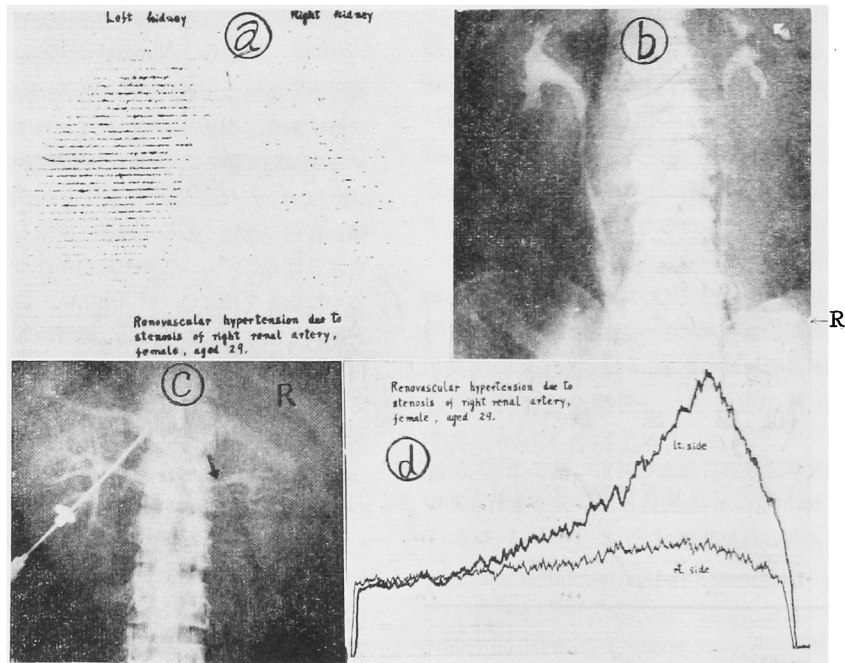 Left kidney
Right kidney
a
Renovascular hypertension due to
stenosis of right renal artery,
female, aged 29.
b
R
c
R
Renovascular hypertension due to
stenosis of right renal artery,
female, aged 29.
d
lt. side
rt. side